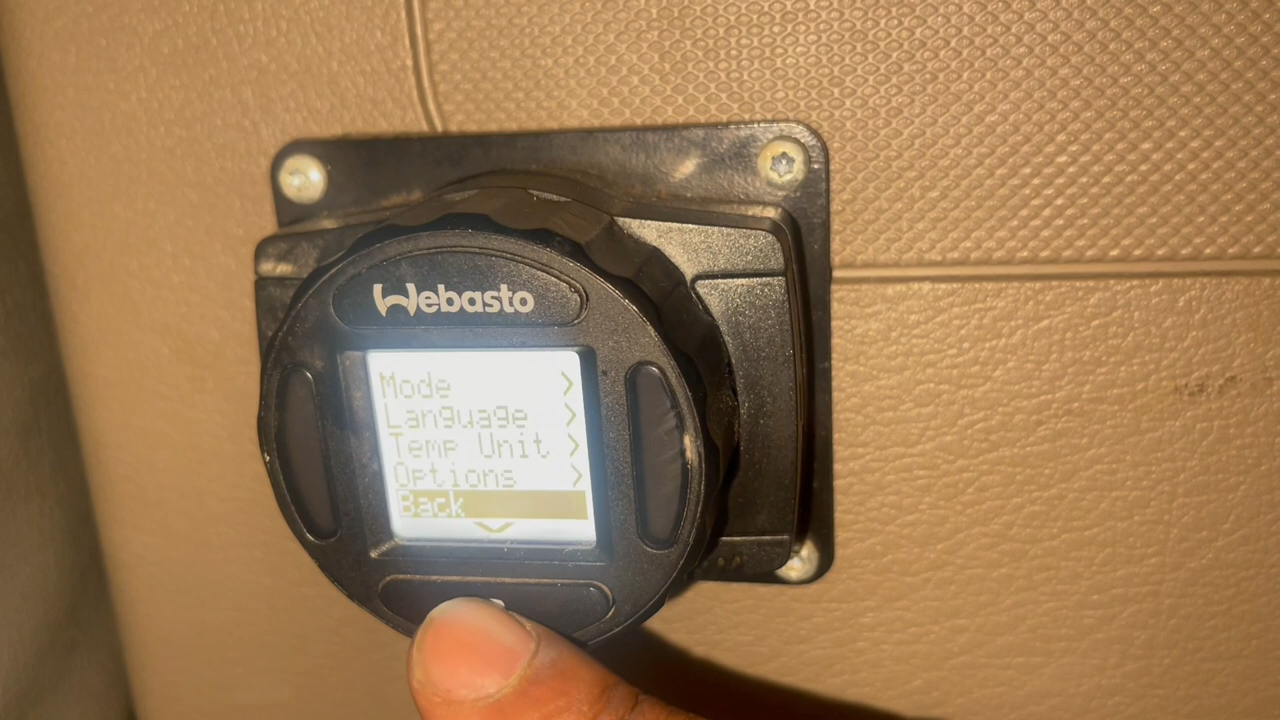 Webasto
Mode >
Language >
Temp Unit >
Options >
Back